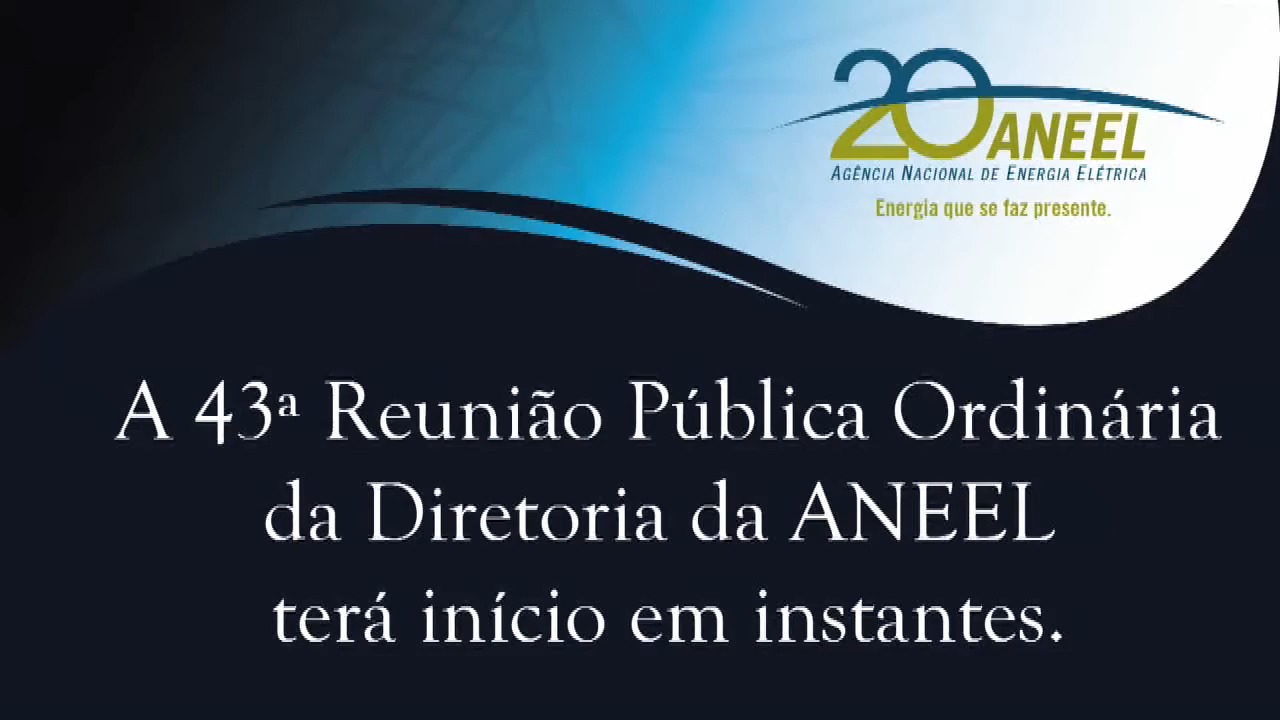 20 ANEEL
AGÊNCIA NACIONAL DE ENERGIA ELÉTRICA
Energia que se faz presente.
A 43ª Reunião Pública Ordinária
da Diretoria da ANEEL
terá início em instantes.